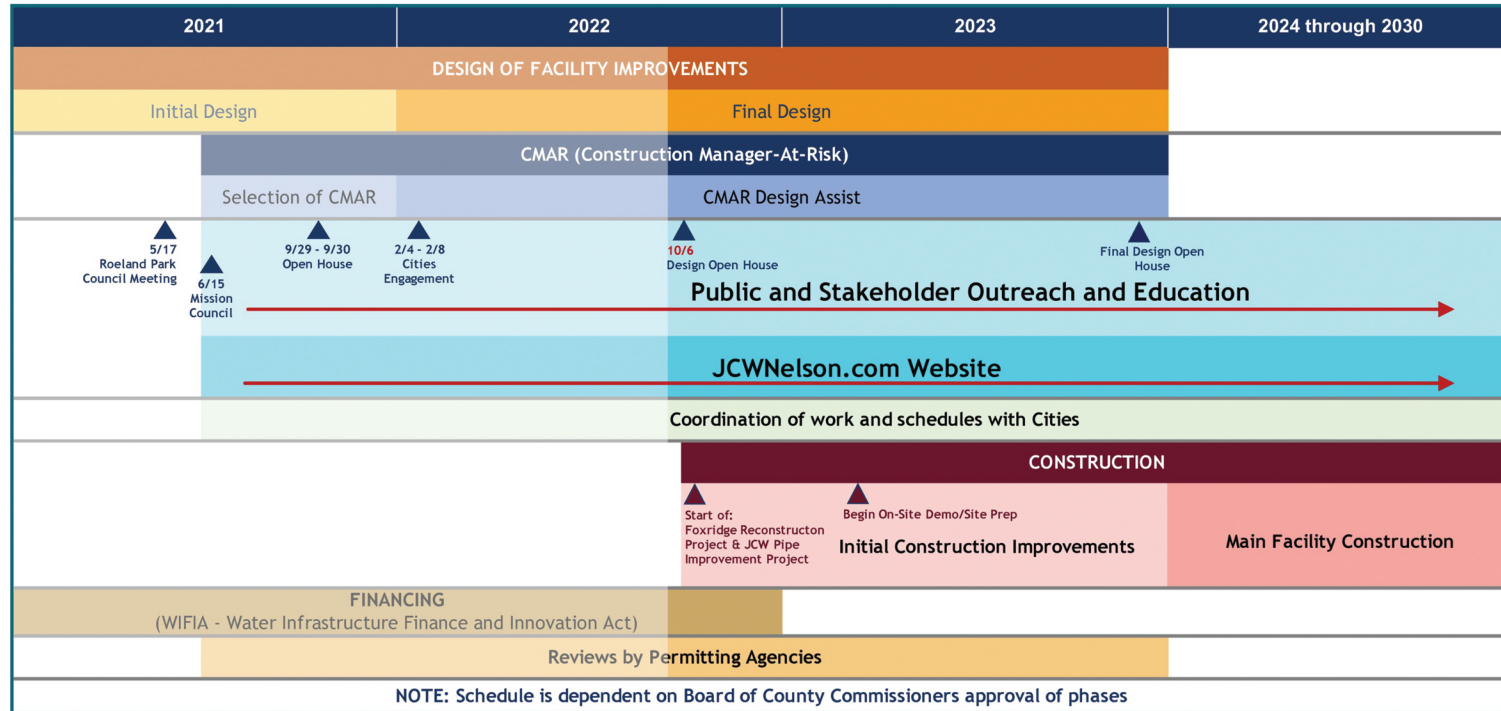 2021
2022
2023
2024 through 2030
DESIGN OF FACILITY IMPROVEMENTS
Initial Design
Final Design
CMAR (Construction Manager-At-Risk)
Selection of CMAR
CMAR Design Assist
5/17
Roeland Park
Council Meeting
6/15
Mission
Council
9/29 - 9/30
Open House
2/4 - 2/8
Cities
Engagement
10/6
Design Open House
Final Design Open
House
Public and Stakeholder Outreach and Education
JCWNelson.com Website
Coordination of work and schedules with Cities
CONSTRUCTION
Start of:
Foxridge Reconstructon
Project & JCW Pipe
Improvement Project
Begin On-Site Demo/Site Prep
Initial Construction Improvements
Main Facility Construction
FINANCING
(WIFIA - Water Infrastructure Finance and Innovation Act)
Reviews by Permitting Agencies
NOTE: Schedule is dependent on Board of County Commissioners approval of phases